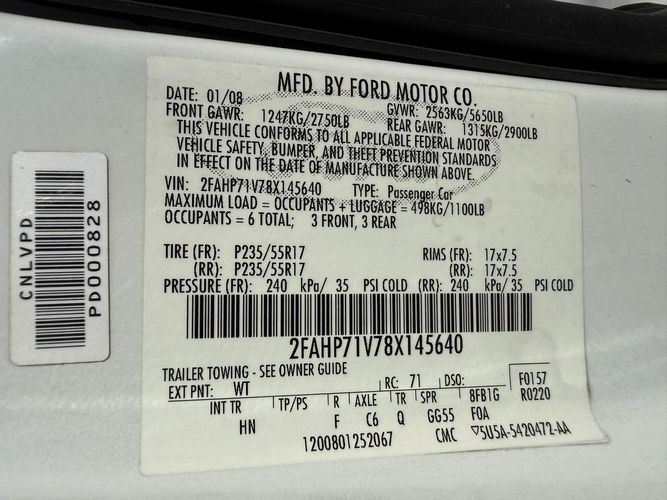 MFD. BY FORD MOTOR CO.
DATE: 01/08 GVWR: 2563KG/5650LB
FRONT GAWR: 1247KG/2750LB REAR GAWR: 1315KG/2900LB
THIS VEHICLE CONFORMS TO ALL APPLICABLE FEDERAL MOTOR
VEHICLE SAFETY, BUMPER, AND THEFT PREVENTION STANDARDS
IN EFFECT ON THE DATE OF MANUFACTURE SHOWN ABOVE.
VIN: 2FAHP71V78X145640 TYPE: Passenger Car
MAXIMUM LOAD = OCCUPANTS + LUGGAGE = 498KG/1100LB
OCCUPANTS = 6 TOTAL; 3 FRONT, 3 REAR
TIRE (FR): P235/55R17 RIMS (FR): 17x7.5
(RR): P235/55R17 (RR): 17x7.5
PRESSURE (FR): 240 kPa/ 35 PSI COLD (RR): 240 kPa/ 35 PSI COLD
2FAHP71V78X145640
TRAILER TOWING - SEE OWNER GUIDE
EXT PNT: WT RC: 71 DSO: F0157
INT TR TP/PS R AXLE TR SPR 8FB1G R0220
HN F C6 Q GG55 F0A
1200801252067 CMC ▽5U5A-5420472-AA
CNLVPD
PD000828